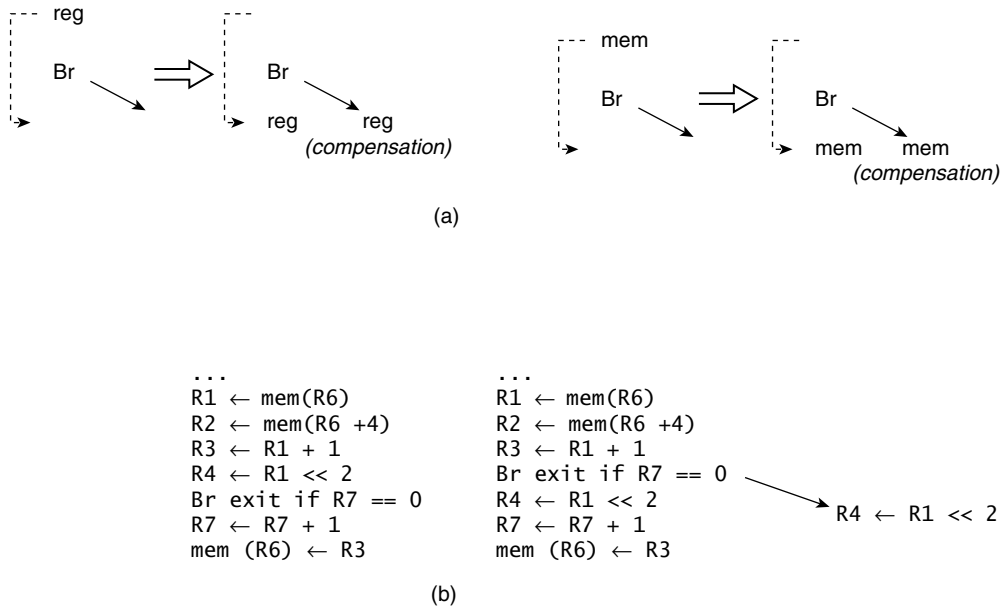 reg
Br
Br
reg reg
(compensation)
mem
Br
Br
mem mem
(compensation)
(a)
...
R1 ← mem(R6)
R2 ← mem(R6 +4)
R3 ← R1 + 1
R4 ← R1 << 2
Br exit if R7 == 0
R7 ← R7 + 1
mem (R6) ← R3
...
R1 ← mem(R6)
R2 ← mem(R6 +4)
R3 ← R1 + 1
Br exit if R7 == 0
R4 ← R1 << 2
R7 ← R7 + 1
mem (R6) ← R3
R4 ← R1 << 2
(b)